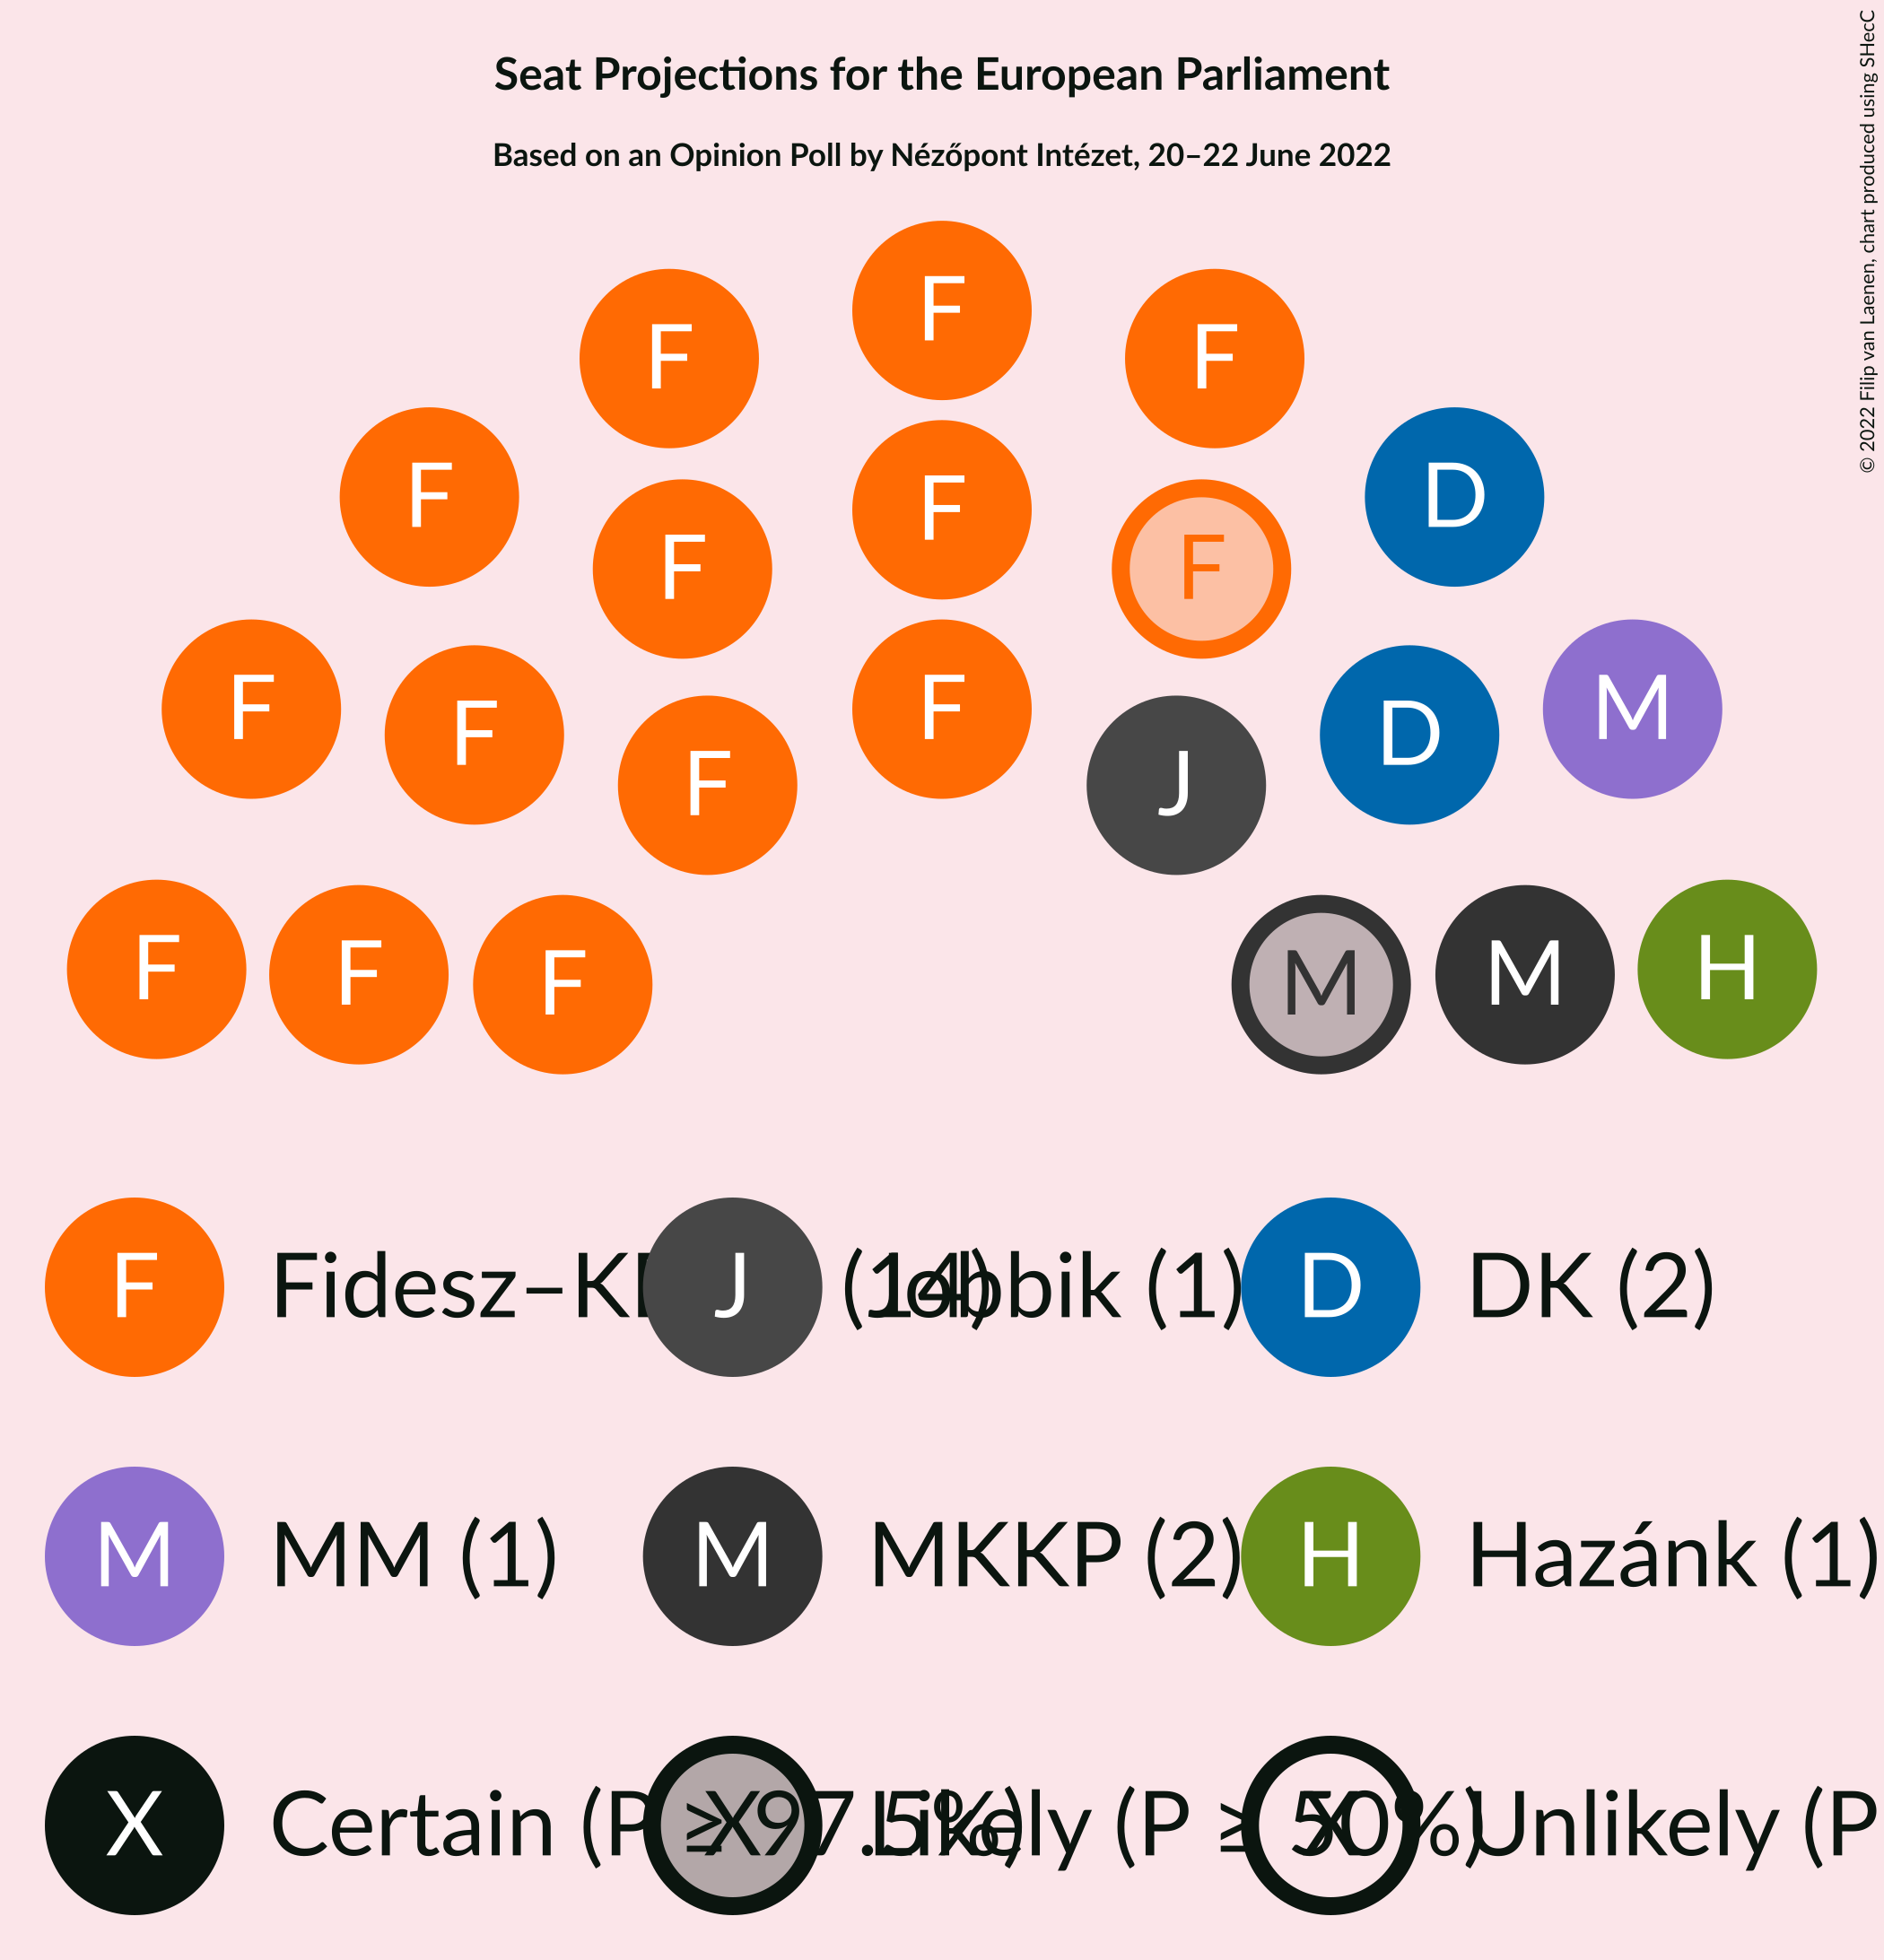 Seat Projections for the European Parliament
Based on an Opinion Poll by Nézőpont Intézet, 20–22 June 2022
© 2022 Filip van Laenen, chart produced using SHecC
F
F F
F D
F
F F
F M
F F
F D
F J
F F F M M H
F Fidesz–K (14) J Jobbik (1) D DK (2)
M MM (1) M MKKP (2) H Hazánk (1)
X Certain (P ≥ 97.5%) X Likely (P ≥ 50%) X Unlikely (P